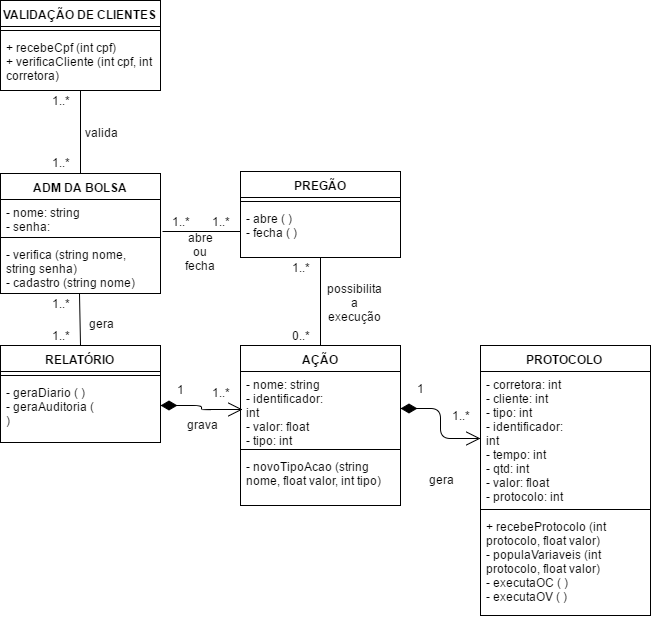 VALIDAÇÃO DE CLIENTES
+ recebeCpf (int cpf)
+ verificaCliente (int cpf, int
corretora)
1..*
valida
1..*
ADM DA BOLSA
- nome: string
- senha:
- verifica (string nome,
string senha)
- cadastro (string nome)
1..*
1..*
abre
ou
fecha
PREGÃO
- abre ( )
- fecha ( )
1..*
possibilita
a
execução
0..*
1..*
gera
1..*
RELATÓRIO
- geraDiario ( )
- geraAuditoria (
)
1
1..*
grava
AÇÃO
- nome: string
- identificador:
int
- valor: float
- tipo: int
- novoTipoAcao (string
nome, float valor, int tipo)
1
1..*
gera
PROTOCOLO
- corretora: int
- cliente: int
- tipo: int
- identificador:
int
- tempo: int
- qtd: int
- valor: float
- protocolo: int
+ recebeProtocolo (int
protocolo, float valor)
- populaVariaveis (int
protocolo, float valor)
- executaOC ( )
- executaOV ( )